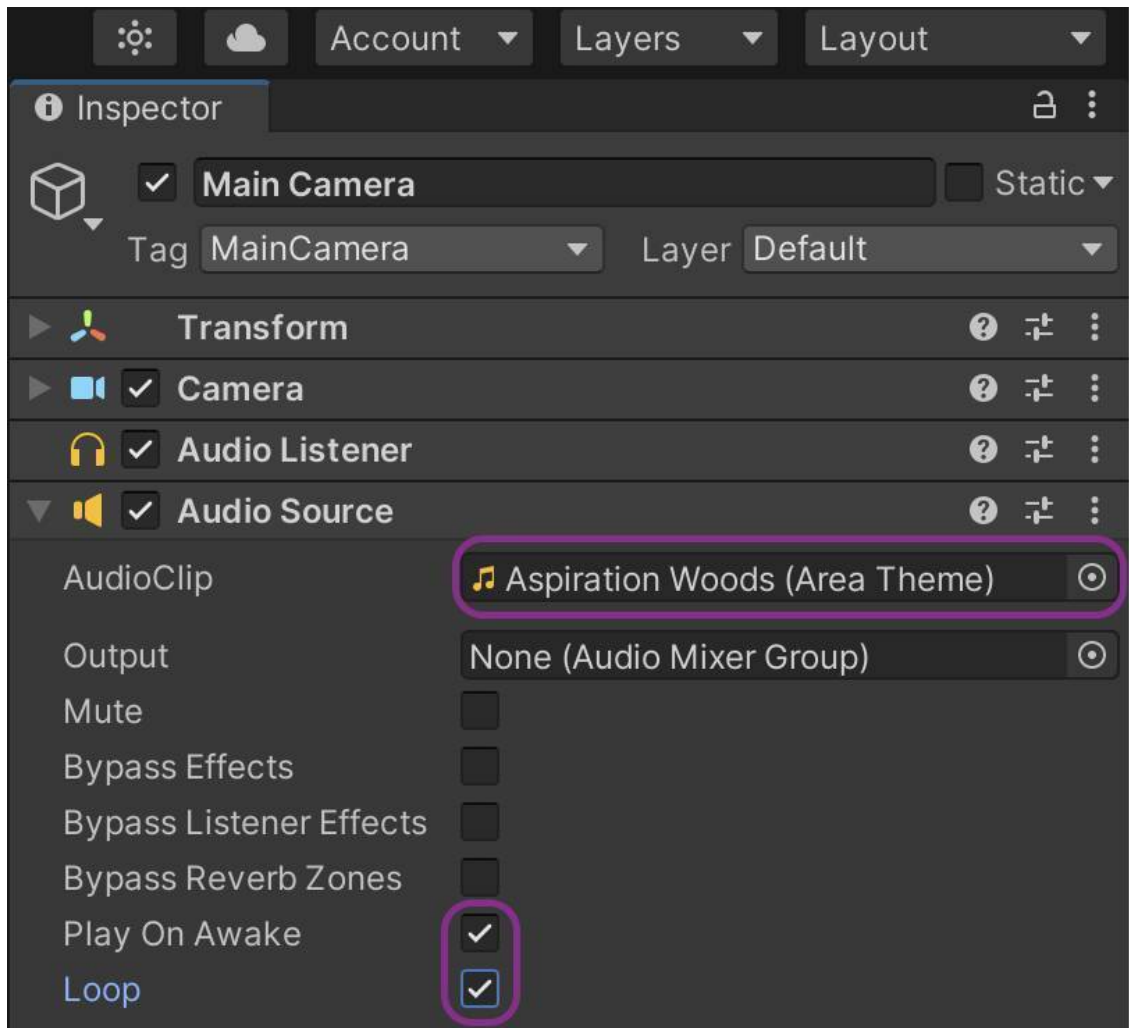 Account Layers Layout
Inspector
Main Camera Static
Tag MainCamera Layer Default
Transform
Camera
Audio Listener
Audio Source
AudioClip Aspiration Woods (Area Theme)
Output None (Audio Mixer Group)
Mute
Bypass Effects
Bypass Listener Effects
Bypass Reverb Zones
Play On Awake
Loop